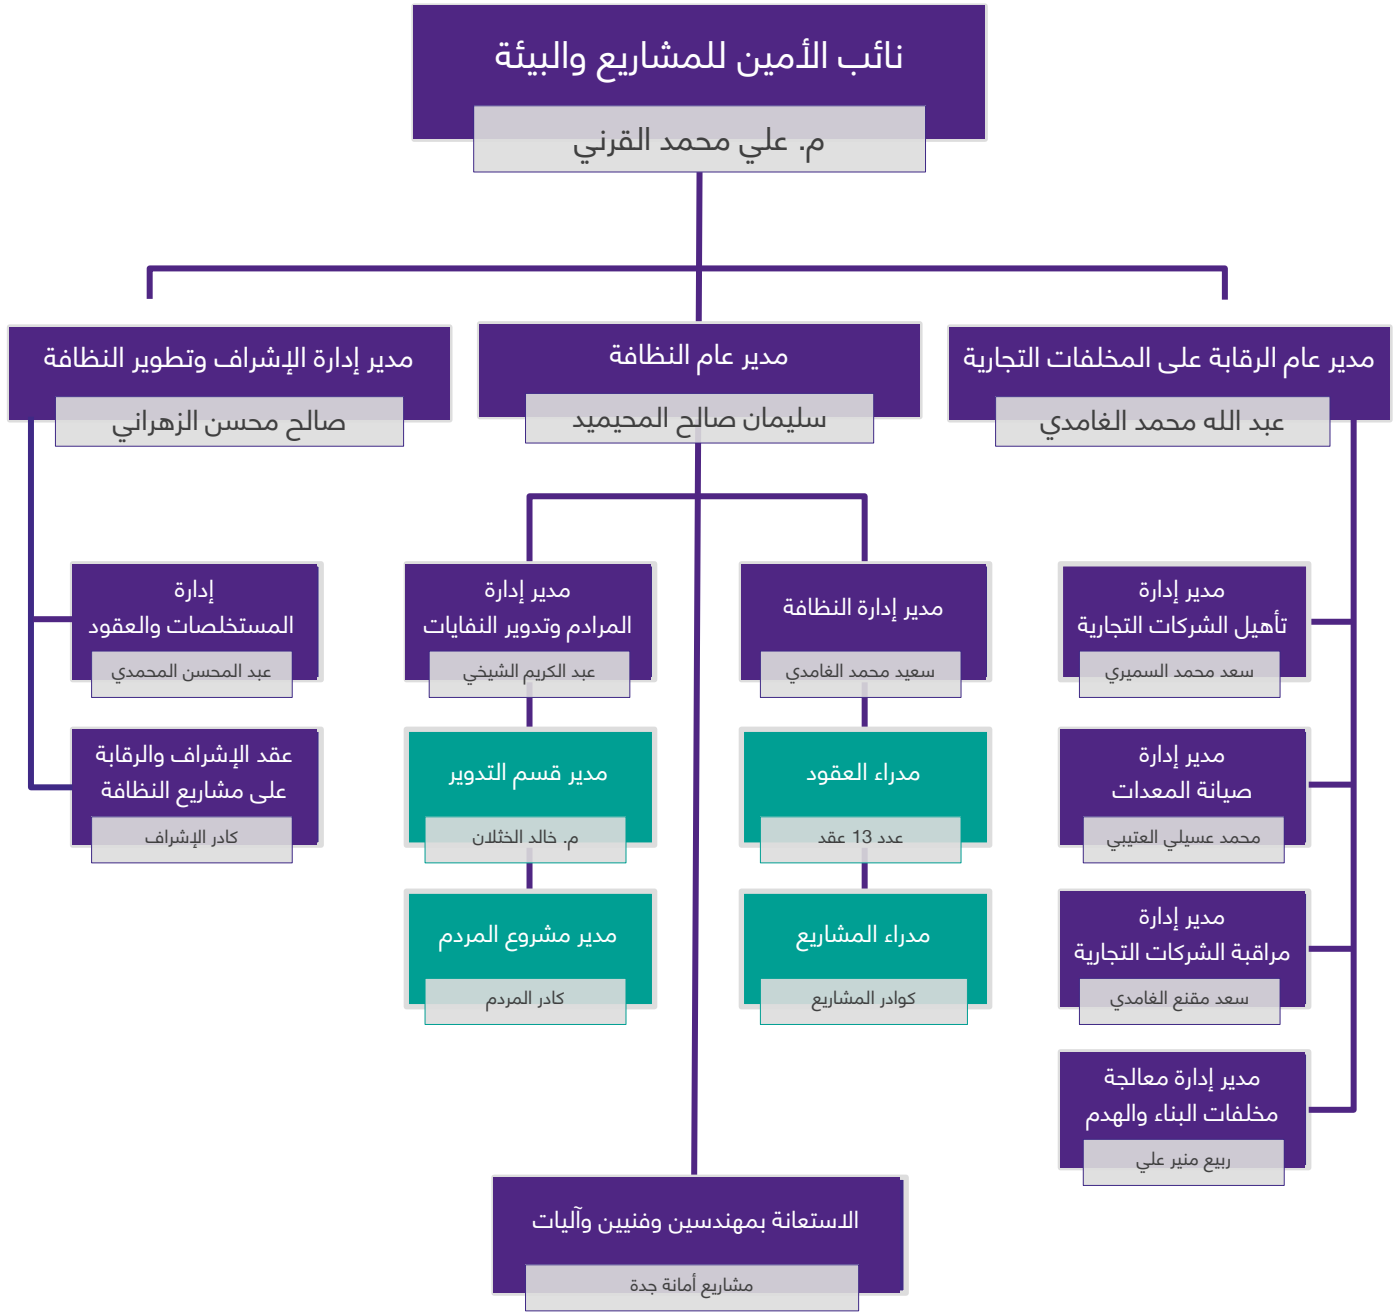 نائب الأمين للمشاريع والبيئة
م. علي محمد القرني
مدير عام الرقابة على المخلفات التجارية
عبد الله محمد الغامدي
مدير عام النظافة
سليمان صالح المحيميد
مدير إدارة الإشراف وتطوير النظافة
صالح محسن الزهراني
مدير إدارة
تأهيل الشركات التجارية
سعد محمد السميري
مدير إدارة
صيانة المعدات
محمد عسيلي العتيبي
مدير إدارة
مراقبة الشركات التجارية
سعد مقنع الغامدي
مدير إدارة معالجة
مخلفات البناء والهدم
ربيع منير علي
مدير إدارة النظافة
سعيد محمد الغامدي
مدراء العقود
عدد 13 عقد
مدراء المشاريع
كوادر المشاريع
مدير إدارة
المرادم وتدوير النفايات
عبد الكريم الشيخي
مدير قسم التدوير
م. خالد الخثلان
مدير مشروع المردم
كادر المردم
إدارة
المستخلصات والعقود
عبد المحسن المحمدي
عقد الإشراف والرقابة
على مشاريع النظافة
كادر الإشراف
الاستعانة بمهندسين وفنيين وآليات
مشاريع أمانة جدة